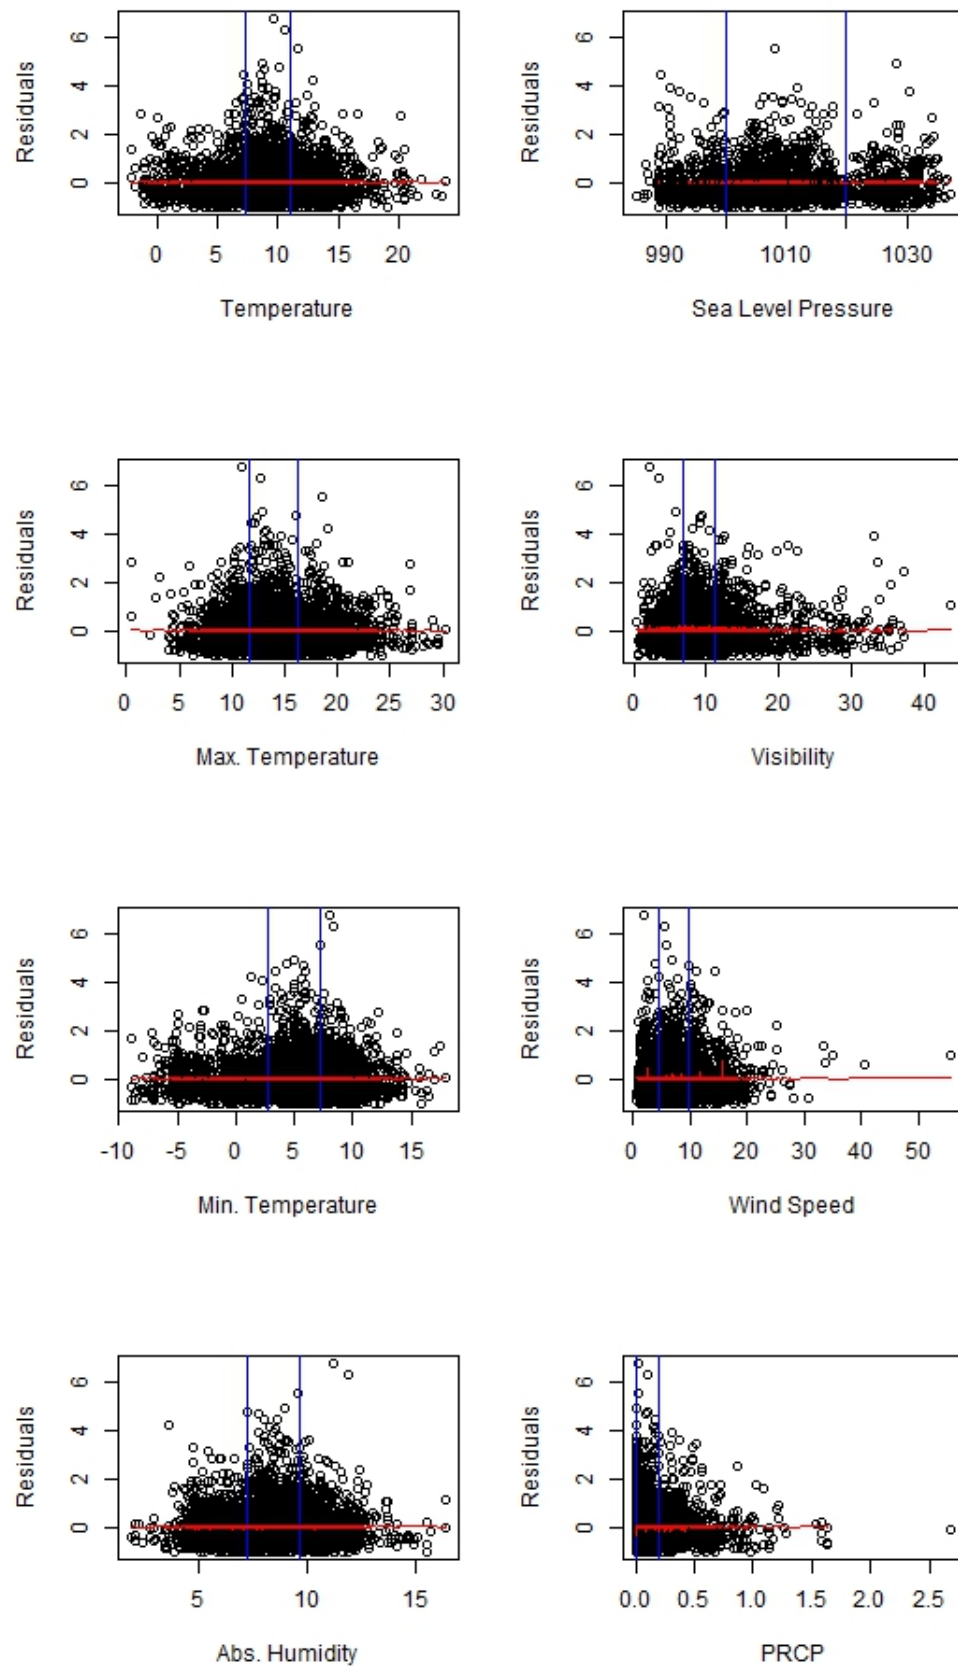 6
4
2
0
Residuals
0 5 10 15 20
Temperature
6
4
2
0
Residuals
990 1010 1030
Sea Level Pressure
6
4
2
0
Residuals
0 5 10 15 20 25 30
Max. Temperature
6
4
2
0
Residuals
0 10 20 30 40
Visibility
6
4
2
0
Residuals
-10 -5 0 5 10 15
Min. Temperature
6
4
2
0
Residuals
0 10 20 30 40 50
Wind Speed
6
4
2
0
Residuals
5 10 15
Abs. Humidity
6
4
2
0
Residuals
0.0 0.5 1.0 1.5 2.0 2.5
PRCP